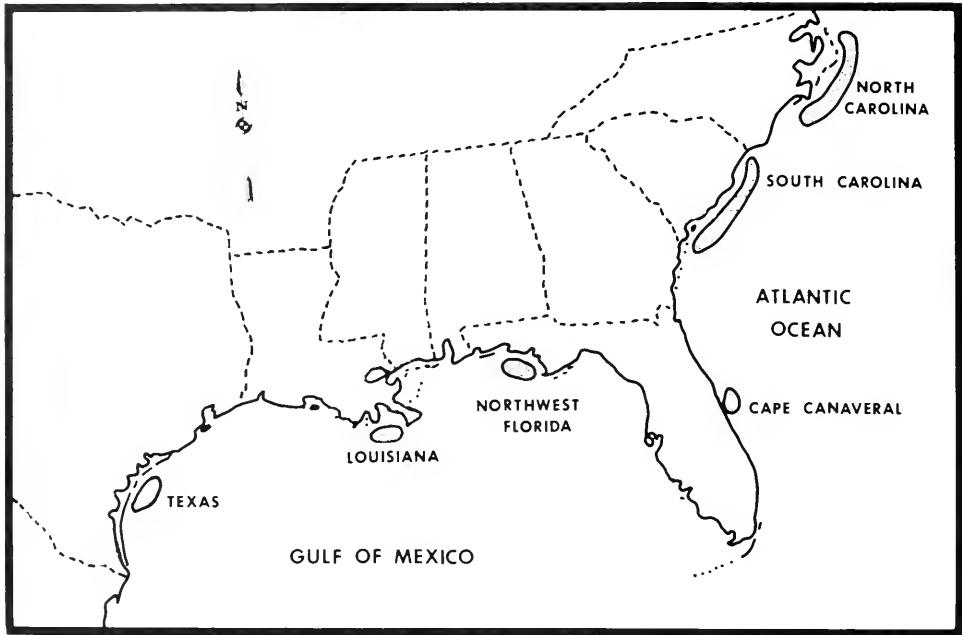 N
NORTH
CAROLINA
SOUTH CAROLINA
ATLANTIC
OCEAN
CAPE CANAVERAL
NORTHWEST
FLORIDA
LOUISIANA
TEXAS
GULF OF MEXICO